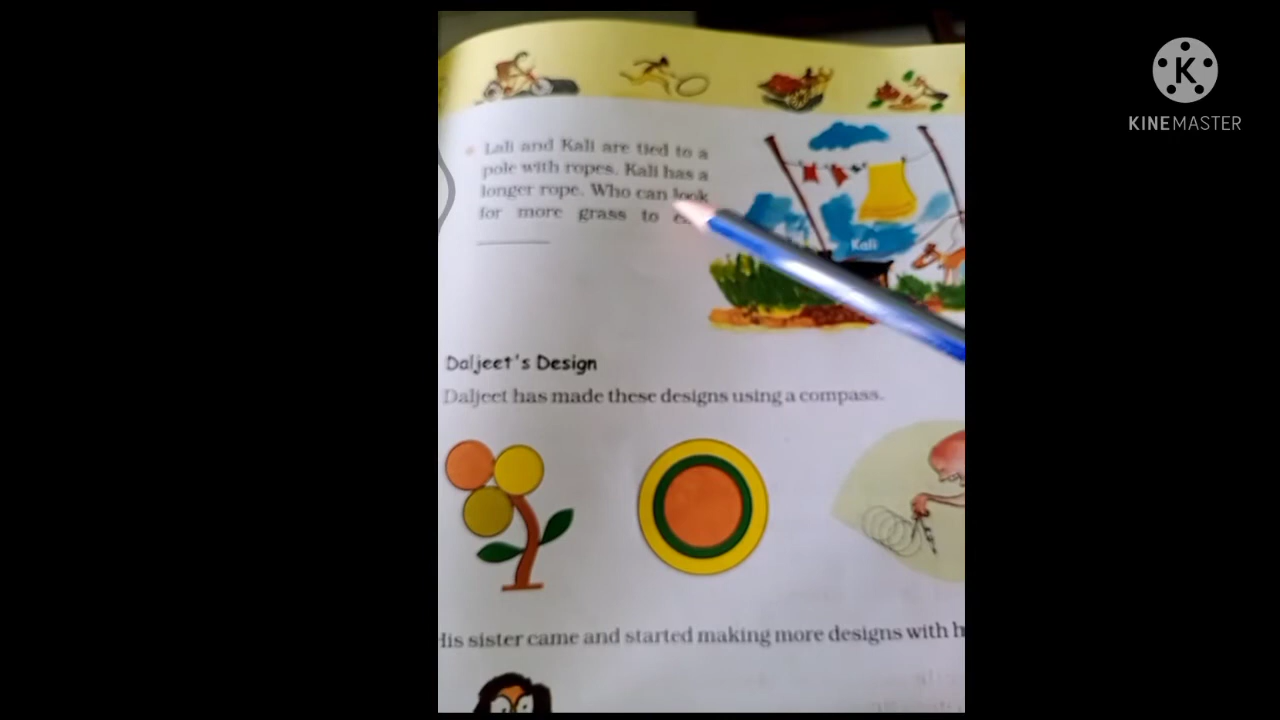 KINEMASTER
Lali and Kali are tied to a
pole with ropes. Kali has a
longer rope. Who can look
for more grass to
Kali
Daljeet's Design
Daljeet has made these designs using a compass.
His sister came and started making more designs with